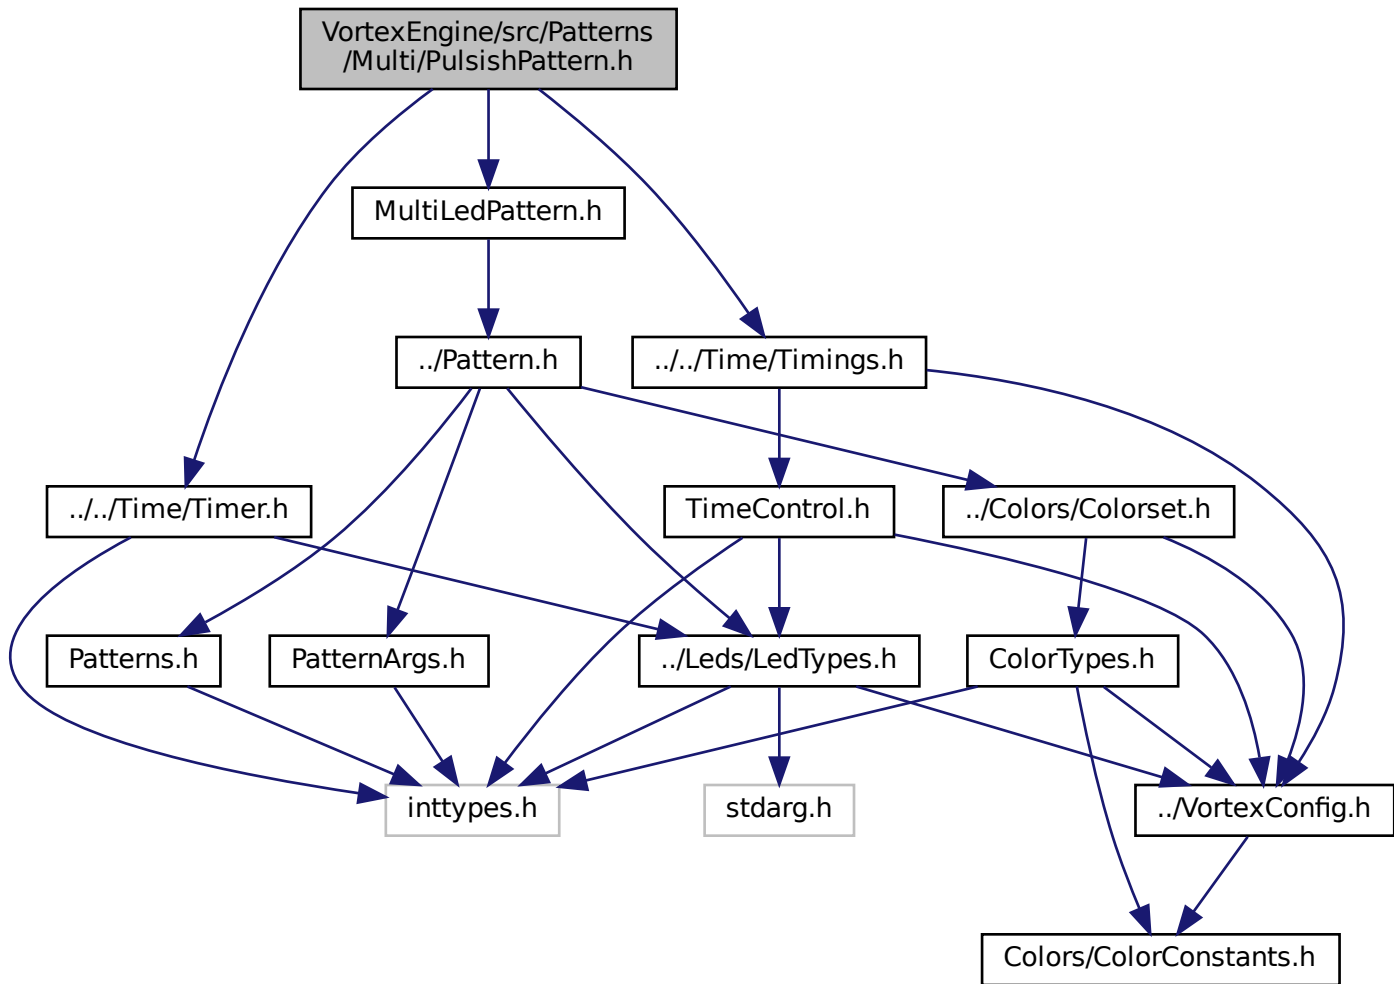 VortexEngine/src/Patterns
/Multi/PulsishPattern.h
MultiLedPattern.h
../Pattern.h
../../Time/Timings.h
../../Time/Timer.h
TimeControl.h
../Colors/Colorset.h
Patterns.h
PatternArgs.h
../Leds/LedTypes.h
ColorTypes.h
inttypes.h
stdarg.h
../VortexConfig.h
Colors/ColorConstants.h